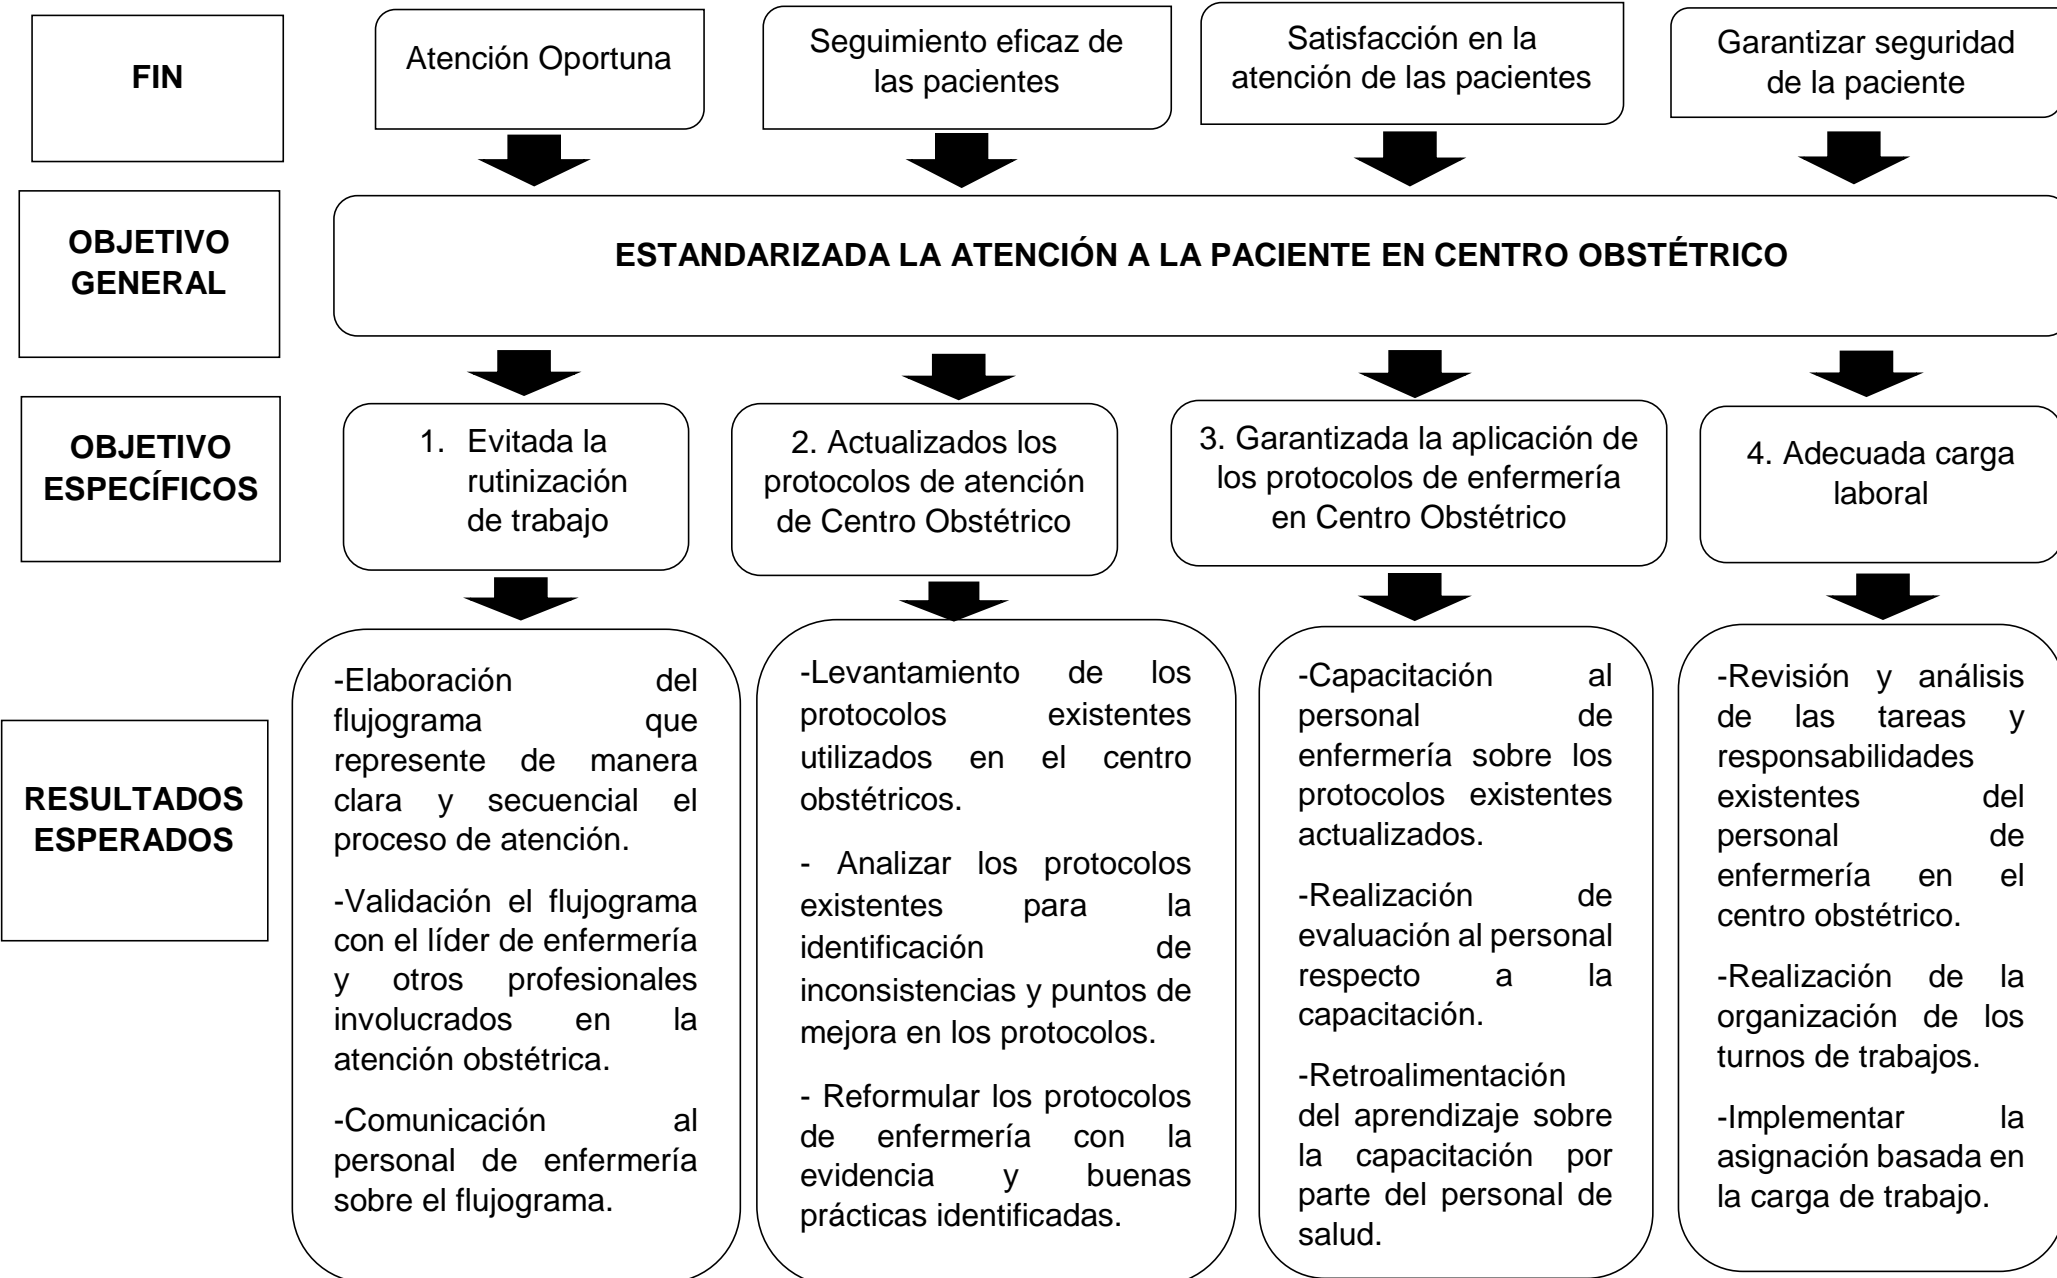 FIN
Atención Oportuna
Seguimiento eficaz de
las pacientes
Satisfacción en la
atención de las pacientes
Garantizar seguridad
de la paciente
OBJETIVO
GENERAL
ESTANDARIZADA LA ATENCIÓN A LA PACIENTE EN CENTRO OBSTÉTRICO
OBJETIVO
ESPECÍFICOS
1. Evitada la
rutinización
de trabajo
2. Actualizados los
protocolos de atención
de Centro Obstétrico
3. Garantizada la aplicación de
los protocolos de enfermería
en Centro Obstétrico
4. Adecuada carga
laboral
RESULTADOS
ESPERADOS
-Elaboración del
flujograma que
represente de manera
clara y secuencial el
proceso de atención.
-Validación el flujograma
con el líder de enfermería
y otros profesionales
involucrados en la
atención obstétrica.
-Comunicación al
personal de enfermería
sobre el flujograma.
-Levantamiento de los
protocolos existentes
utilizados en el centro
obstétricos.
- Analizar los protocolos
existentes para la
identificación de
inconsistencias y puntos de
mejora en los protocolos.
- Reformular los protocolos
de enfermería con la
evidencia y buenas
prácticas identificadas.
-Capacitación al
personal de
enfermería sobre los
protocolos existentes
actualizados.
-Realización de
evaluación al personal
respecto a la
capacitación.
-Retroalimentación
del aprendizaje sobre
la capacitación por
parte del personal de
salud.
-Revisión y análisis
de las tareas y
responsabilidades
existentes del
personal de
enfermería en el
centro obstétrico.
-Realización de la
organización de los
turnos de trabajos.
-Implementar la
asignación basada en
la carga de trabajo.